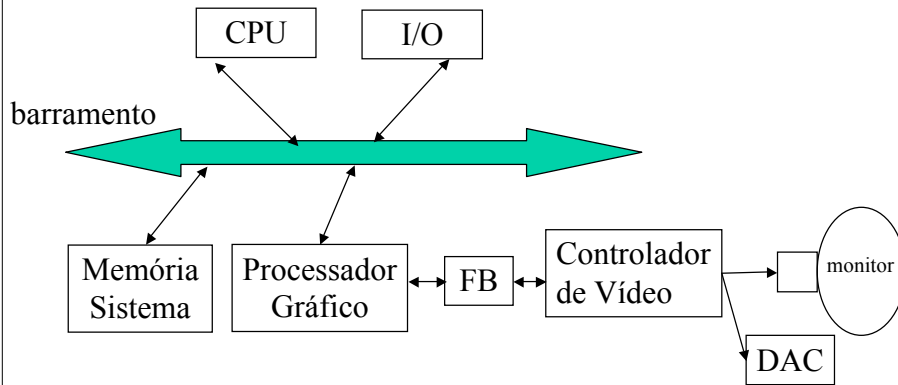 CPU
I/O
barramento
Memória
Sistema
Processador
Gráfico
FB
Controlador
de Vídeo
monitor
DAC